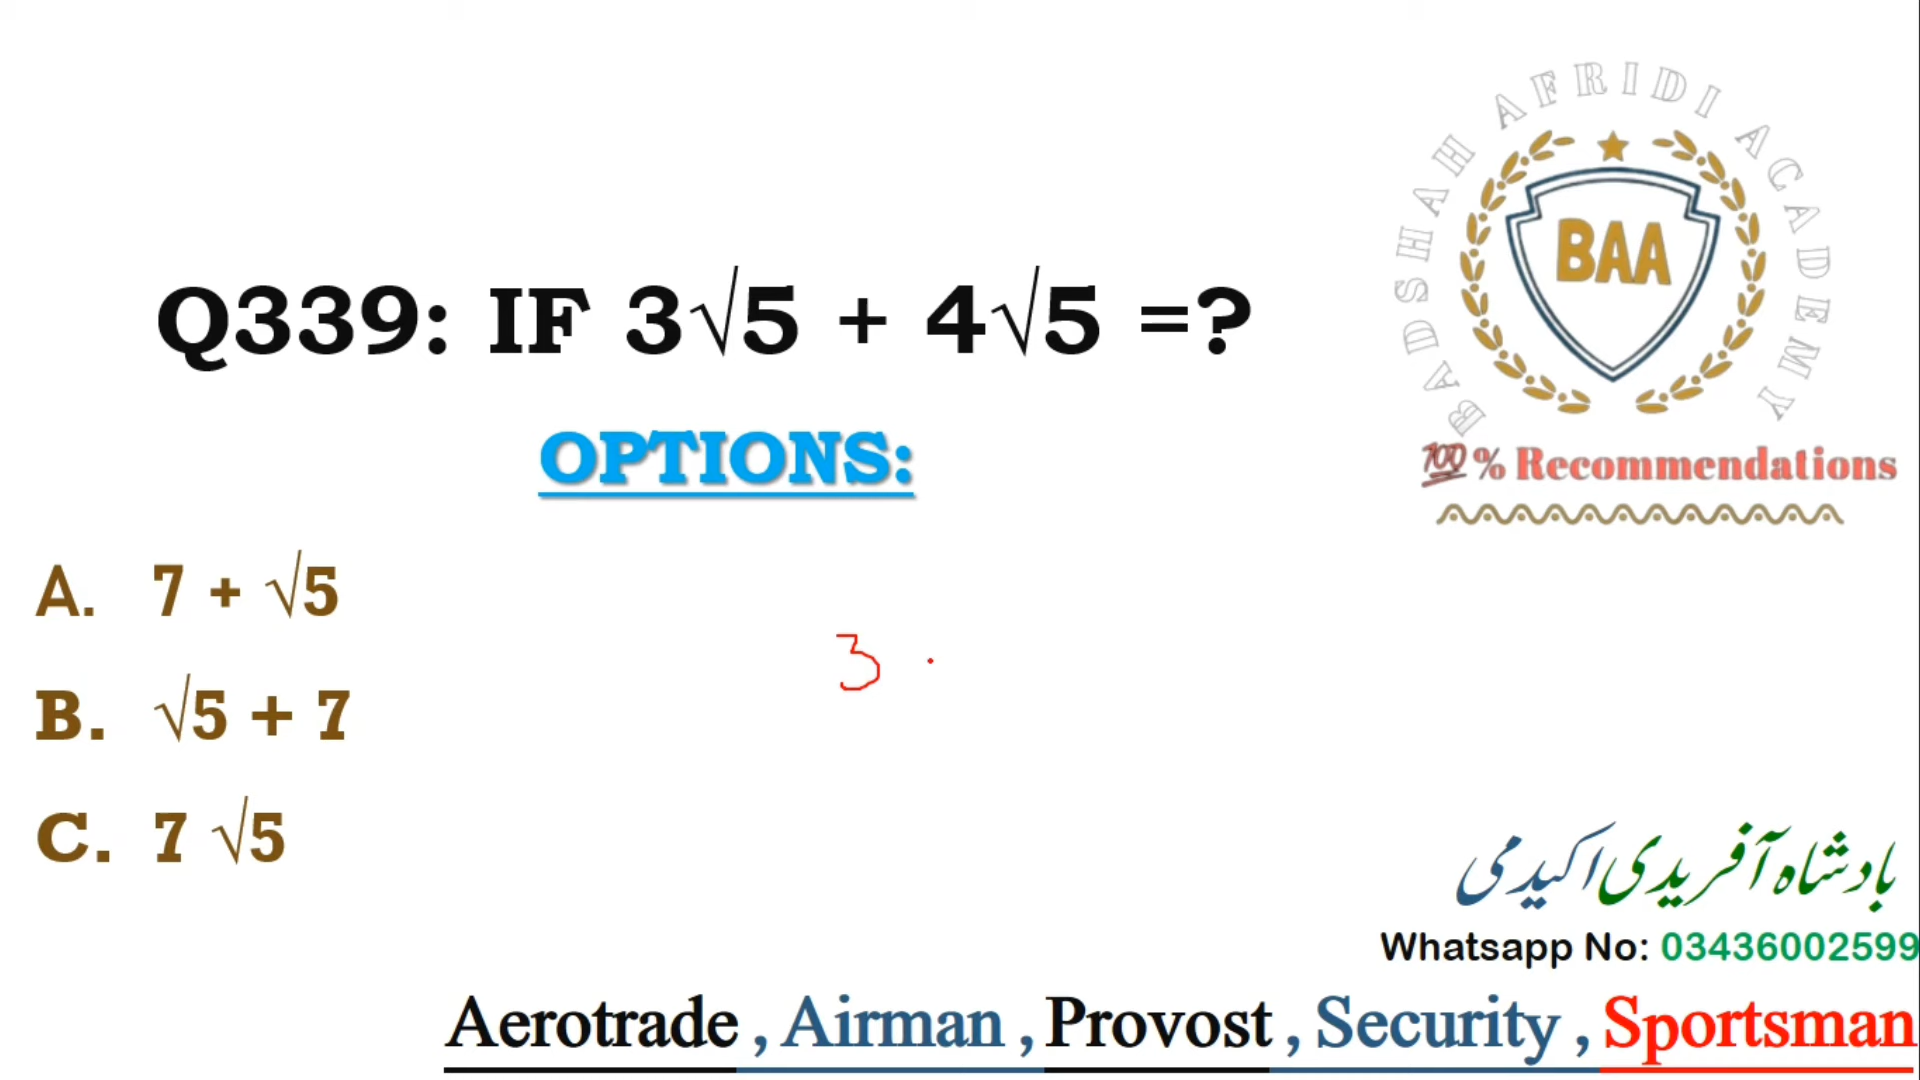 BADSHAH AFRIDI ACADEMY
BAA
Q339: IF 3√5 + 4√5 =?
OPTIONS:
100 % Recommendations
A. 7 + √5
3 .
B. √5 + 7
C. 7 √5
بادشاہ آفریدی اکیڈمی
Whatsapp No: 03436002599
Aerotrade , Airman , Provost , Security , Sportsman